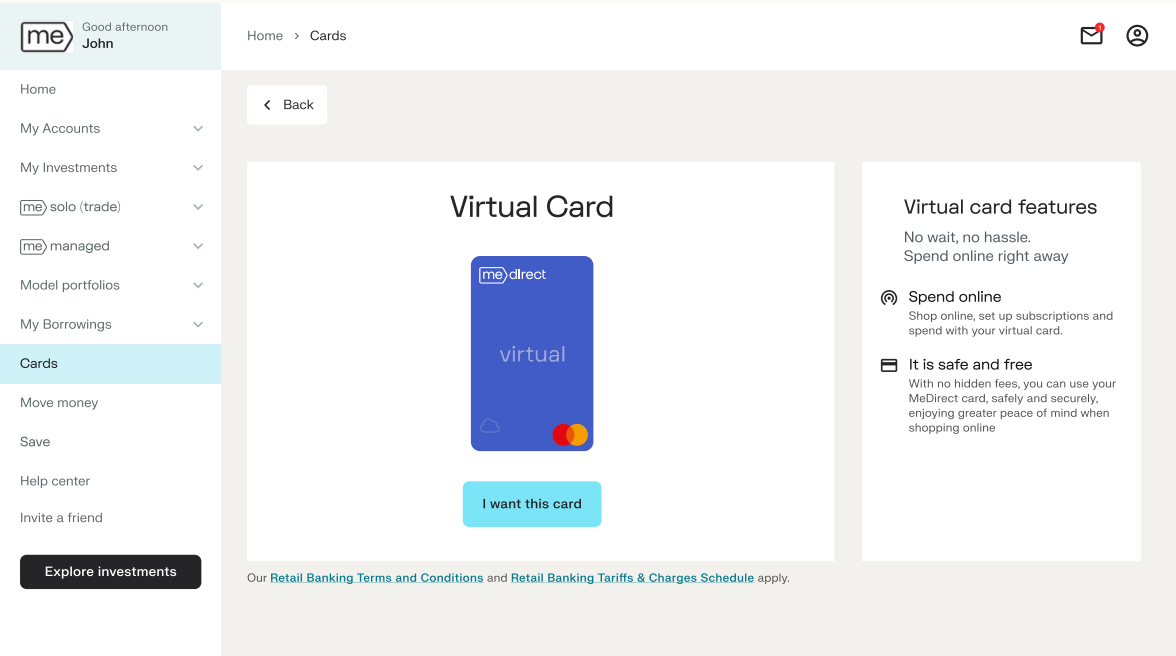 me
Good afternoon
John
Home
My Accounts
My Investments
me solo (trade)
me managed
Model portfolios
My Borrowings
Cards
Move money
Save
Help center
Invite a friend
Explore investments
Home > Cards
Back
Virtual Card
me direct
virtual
I want this card
Our Retail Banking Terms and Conditions and Retail Banking Tariffs & Charges Schedule apply.
Virtual card features
No wait, no hassle.
Spend online right away
Spend online
Shop online, set up subscriptions and
spend with your virtual card.
It is safe and free
With no hidden fees, you can use your
MeDirect card, safely and securely,
enjoying greater peace of mind when
shopping online